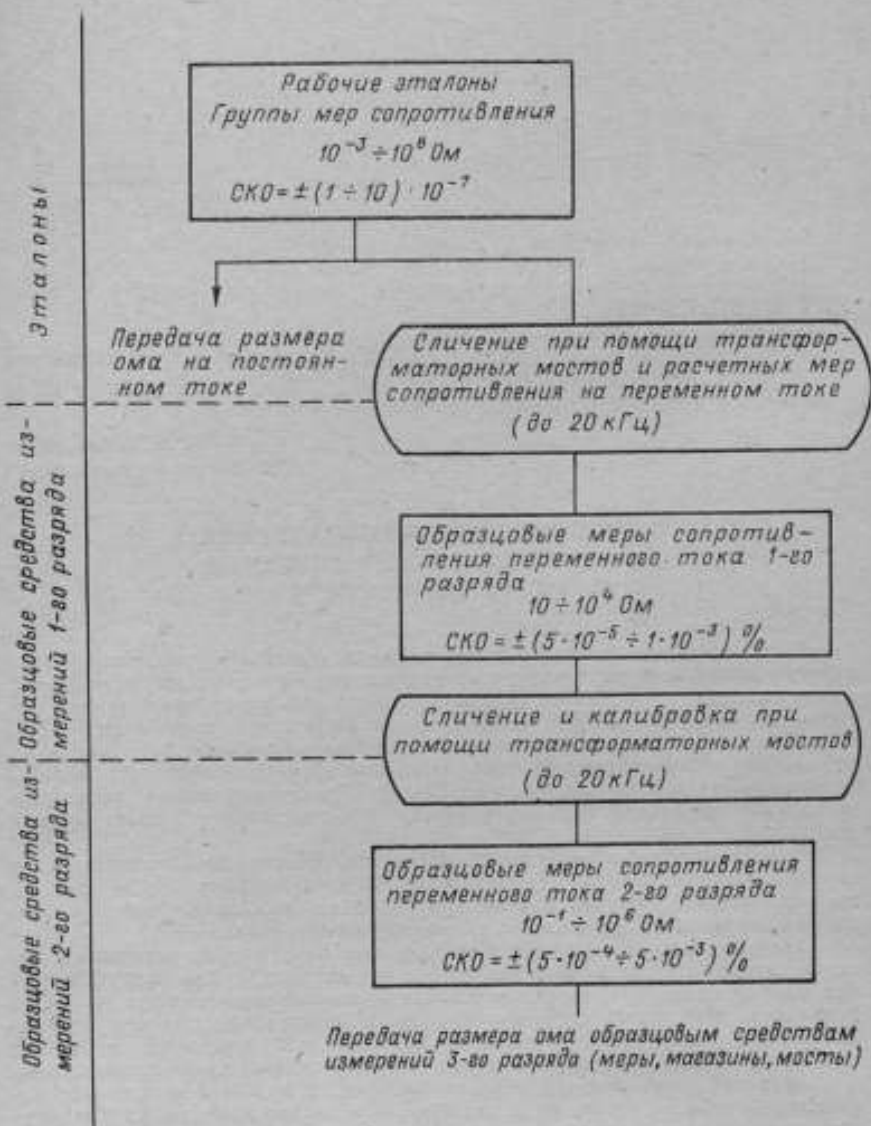 Рабочие эталоны
Группы мер сопротивления
10⁻³ ÷ 10⁸ Ом
СКО = ± (1 ÷ 10) · 10⁻⁷
Эталоны
Передача размера
ома на постоян-
ном токе
Сличение при помощи трансфор-
маторных мостов и расчетных мер
сопротивления на переменном токе
(до 20 кГц)
Образцовые средства из-
мерений 1-го разряда
Образцовые меры сопротив-
ления переменного тока 1-го
разряда
10 ÷ 10⁴ Ом
СКО = ± (5 · 10⁻⁵ ÷ 1 · 10⁻³) %
Сличение и калибровка при
помощи трансформаторных мостов
(до 20 кГц)
Образцовые средства из-
мерений 2-го разряда
Образцовые меры сопротивления
переменного тока 2-го разряда
10⁻¹ ÷ 10⁶ Ом
СКО = ± (5 · 10⁻⁴ ÷ 5 · 10⁻³) %
Передача размера ома образцовым средствам
измерений 3-го разряда (меры, магазины, мосты)